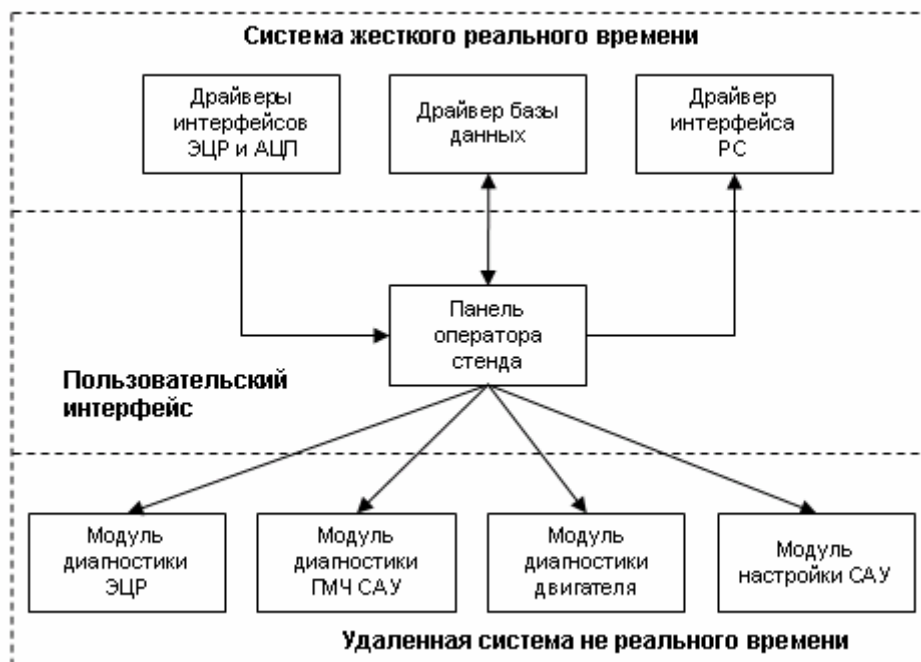 Система жесткого реального времени
Драйверы
интерфейсов
ЭЦР и АЦП
Драйвер базы
данных
Драйвер
интерфейса
РС
Панель
оператора
стенда
Пользовательский
интерфейс
Модуль
диагностики
ЭЦР
Модуль
диагностики
ГМЧ САУ
Модуль
диагностики
двигателя
Модуль
настройки САУ
Удаленная система не реального времени